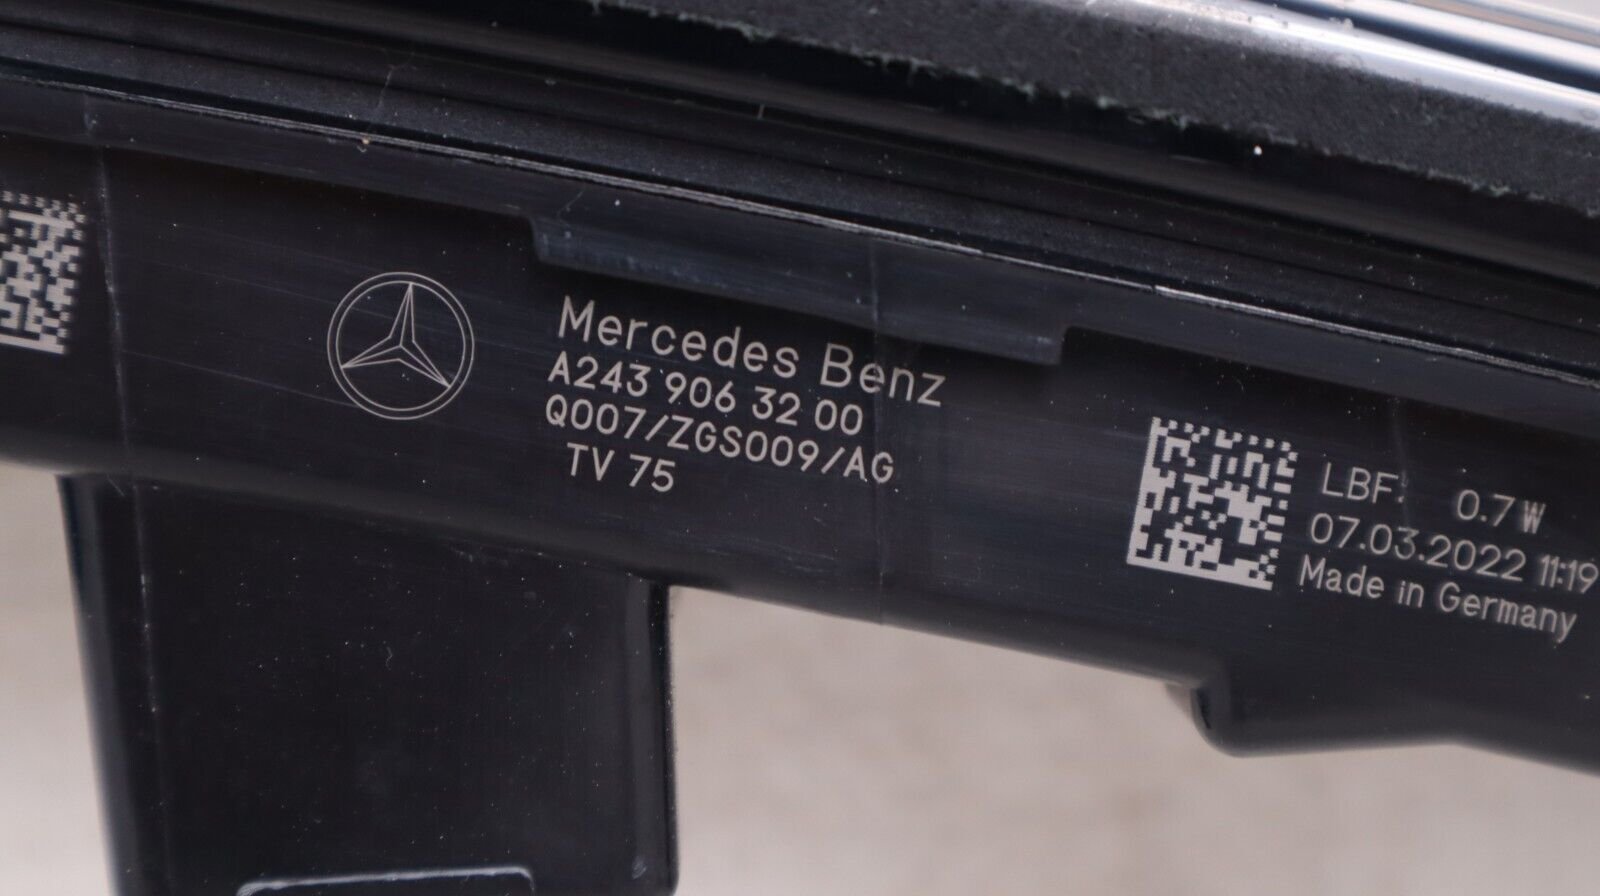 Mercedes Benz
A243 906 32 00
Q007/ZGS009/AG
TV 75
LBF: 0.7 W
07.03.2022 11:19
Made in Germany